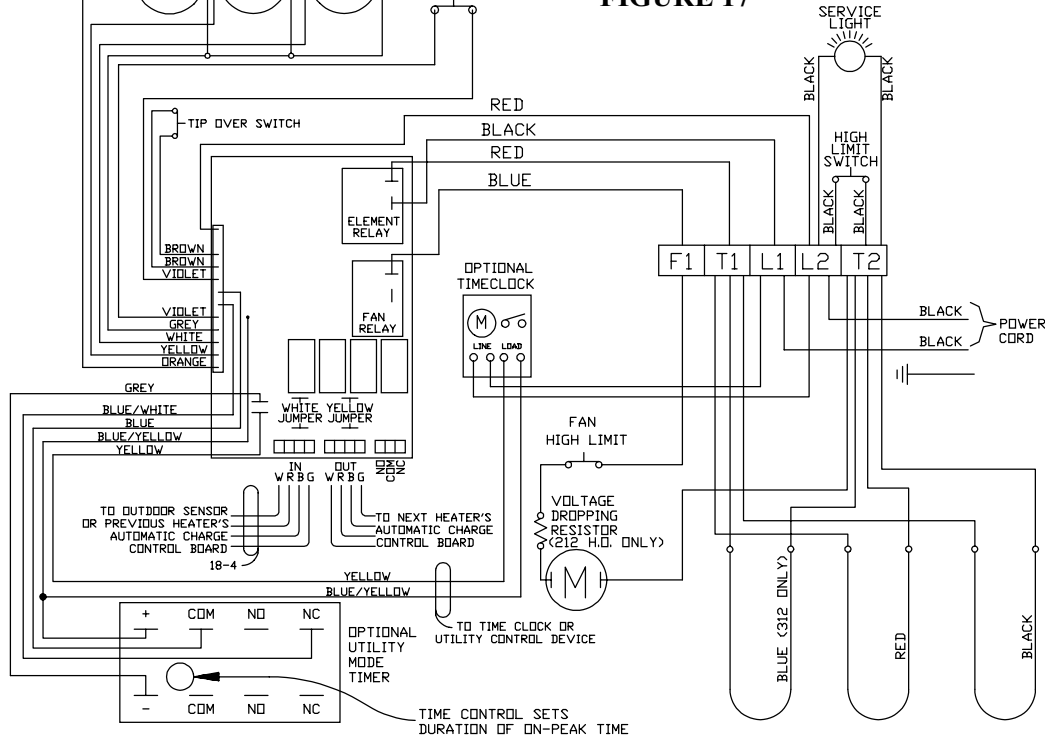 FIGURE 17
SERVICE
LIGHT
BLACK
BLACK
RED
BLACK
RED
BLUE
TIP OVER SWITCH
HIGH
LIMIT
SWITCH
BLACK
BLACK
ELEMENT
RELAY
BROWN
BROWN
VIOLET
F1 T1 L1 L2 T2
OPTIONAL
TIMECLOCK
M
LINE LOAD
FAN
RELAY
VIOLET
GREY
WHITE
YELLOW
ORANGE
BLACK
BLACK
POWER
CORD
GREY
BLUE/WHITE
BLUE
BLUE/YELLOW
YELLOW
WHITE
JUMPER
YELLOW
JUMPER
IN
W R B G
OUT
W R B G
NO
COM
NC
FAN
HIGH LIMIT
TO OUTDOOR SENSOR
OR PREVIOUS HEATER'S
AUTOMATIC CHARGE
CONTROL BOARD
18-4
TO NEXT HEATER'S
AUTOMATIC CHARGE
CONTROL BOARD
VOLTAGE
DROPPING
RESISTOR
(212 H.O. ONLY)
M
YELLOW
BLUE/YELLOW
TO TIME CLOCK OR
UTILITY CONTROL DEVICE
BLUE (312 ONLY)
RED
BLACK
+ COM NO NC
OPTIONAL
UTILITY
MODE
TIMER
- COM NO NC
TIME CONTROL SETS
DURATION OF ON-PEAK TIME